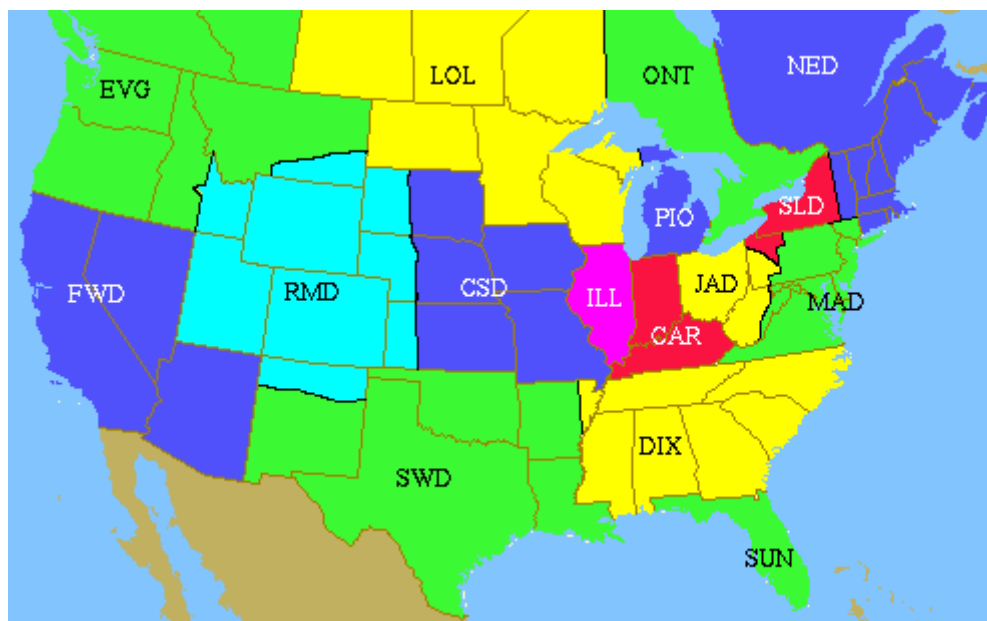 NED
LOL
ONT
EVG
SLD
PIO
JAD
FWD
RMD
CSD
ILL
MAD
CAR
DIX
SWD
SUN